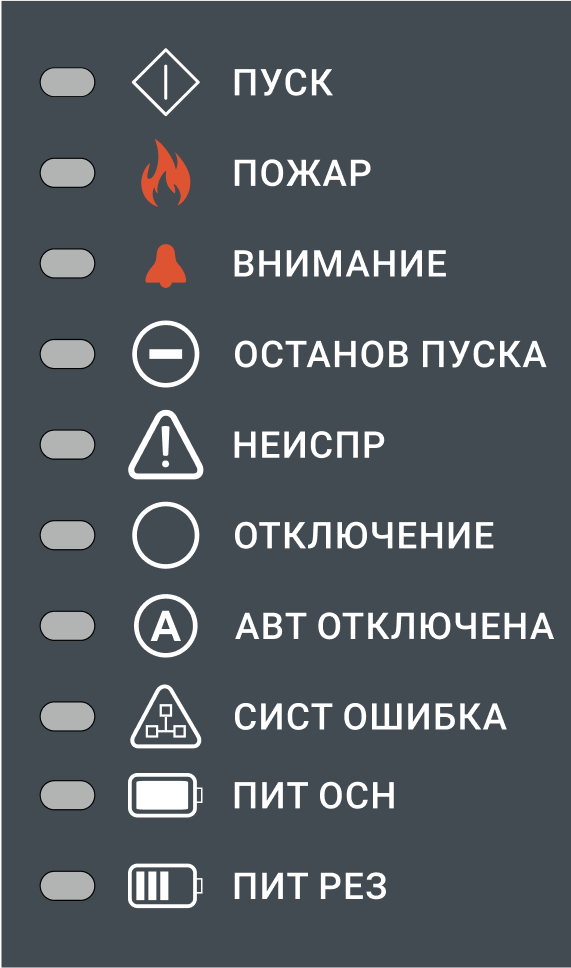 ПУСК
ПОЖАР
ВНИМАНИЕ
ОСТАНОВ ПУСКА
НЕИСПР
ОТКЛЮЧЕНИЕ
А АВТ ОТКЛЮЧЕНА
СИСТ ОШИБКА
ПИТ ОСН
ПИТ РЕЗ